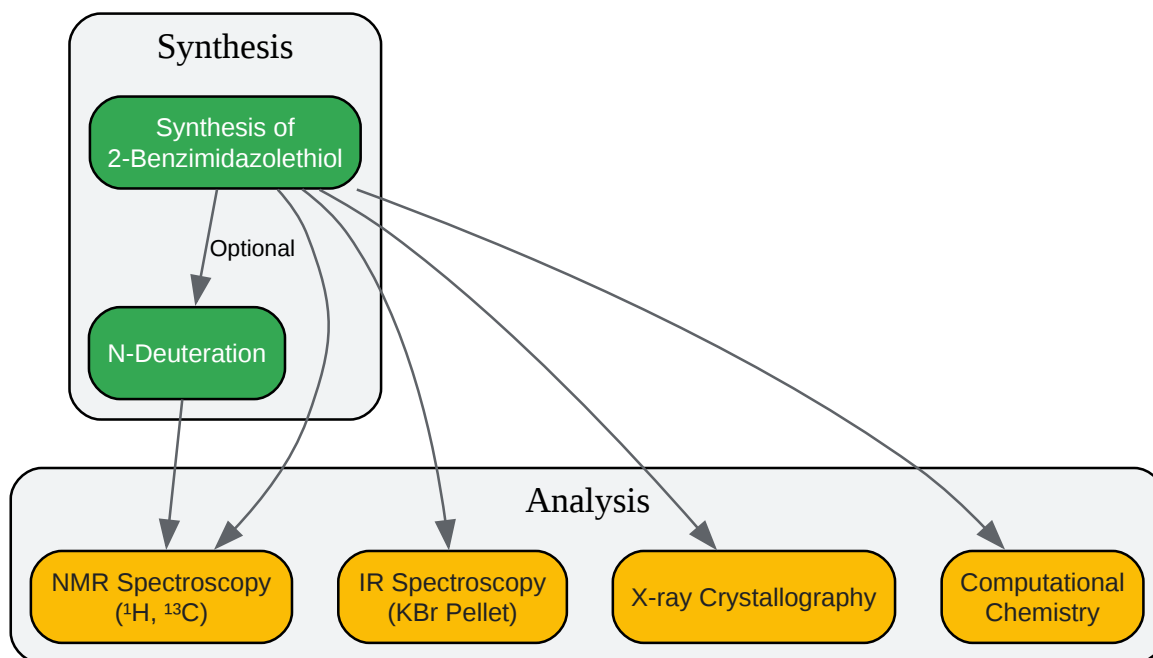 Synthesis
Synthesis of
2-Benzimidazolethiol
Optional
N-Deuteration
Analysis
NMR Spectroscopy
(¹H, ¹³C)
IR Spectroscopy
(KBr Pellet)
X-ray Crystallography
Computational
Chemistry